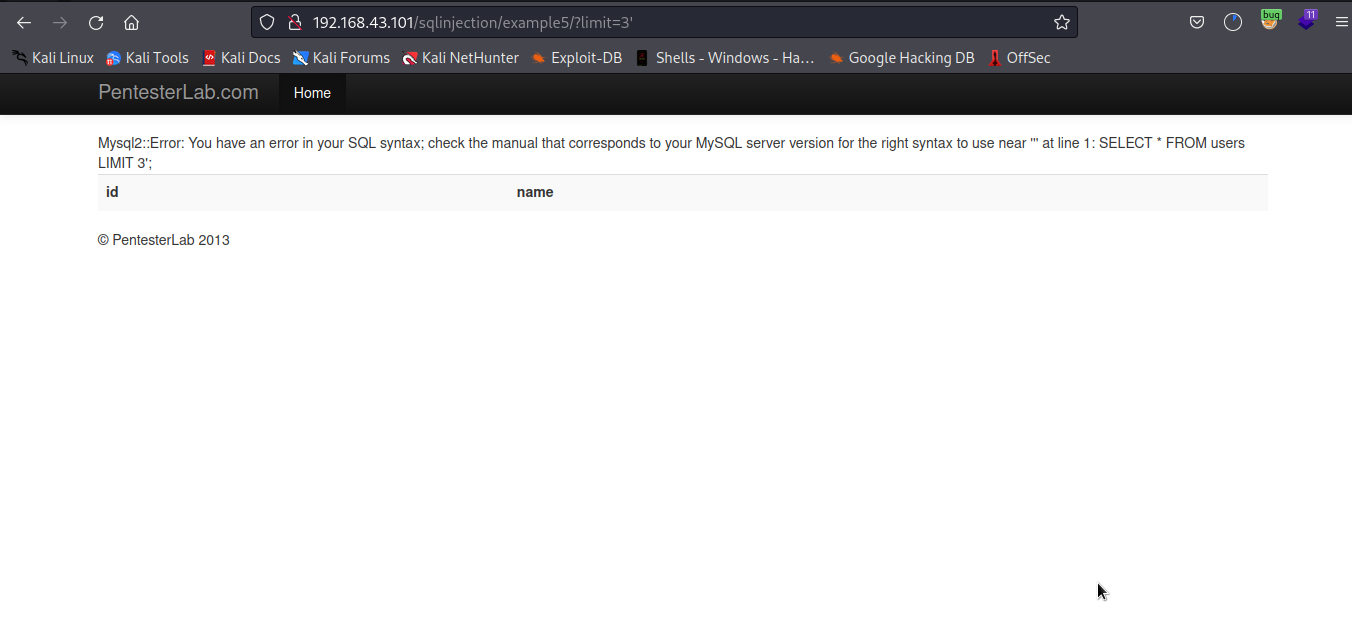 192.168.43.101/sqlinjection/example5/?limit=3'
bug
11
Kali Linux Kali Tools Kali Docs Kali Forums Kali NetHunter Exploit-DB Shells - Windows - Ha... Google Hacking DB OffSec
PentesterLab.com Home
Mysql2::Error: You have an error in your SQL syntax; check the manual that corresponds to your MySQL server version for the right syntax to use near ''' at line 1: SELECT * FROM users
LIMIT 3';
id name
© PentesterLab 2013